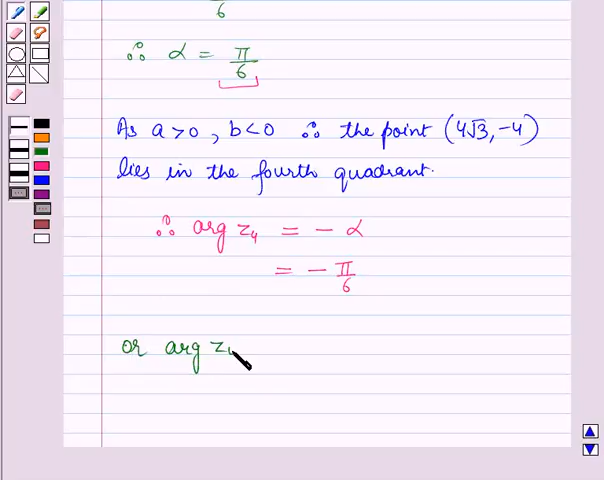 6
∴ α = π/6
As a > 0 , b < 0 ∴ the point (4√3, -4)
lies in the fourth quadrant.
∴ arg z₄ = - α
= - π/6
or arg z